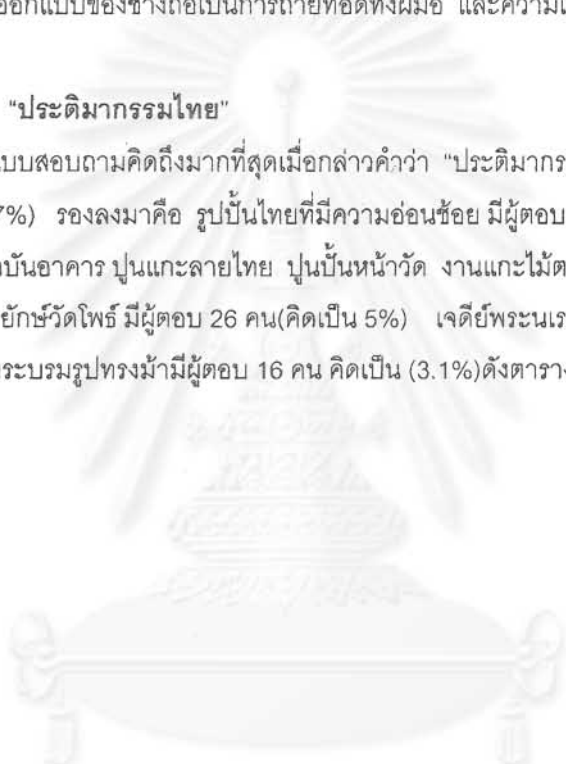 ออกแบบของช่างถือเป็นการถ่ายทอดทั้งฝีมือ และความเ
"ประติมากรรมไทย"
แบบสอบถามคิดถึงมากที่สุดเมื่อกล่าวคำว่า "ประติมากร
7%) รองลงมาคือ รูปปั้นไทยที่มีความอ่อนช้อย มีผู้ตอบ
บันอาคาร ปูนแกะลายไทย ปูนปั้นหน้าวัด งานแกะไม้ต
ยักษ์วัดโพธ์ มีผู้ตอบ 26 คน(คิดเป็น 5%) เจดีย์พระนเร
ระบรมรูปทรงม้ามีผู้ตอบ 16 คน คิดเป็น (3.1%)ดังตาราง